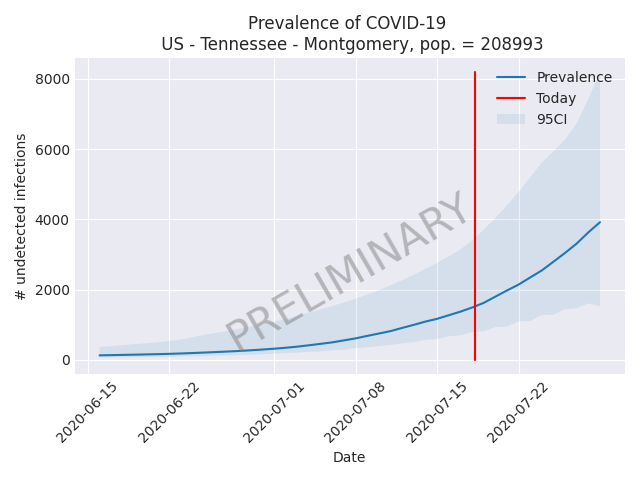 Prevalence of COVID-19
US - Tennessee - Montgomery, pop. = 208993
Prevalence
Today
95CI
8000
6000
4000
2000
0
# undetected infections
PRELIMINARY
2020-06-15
2020-06-22
2020-07-01
2020-07-08
2020-07-15
2020-07-22
Date